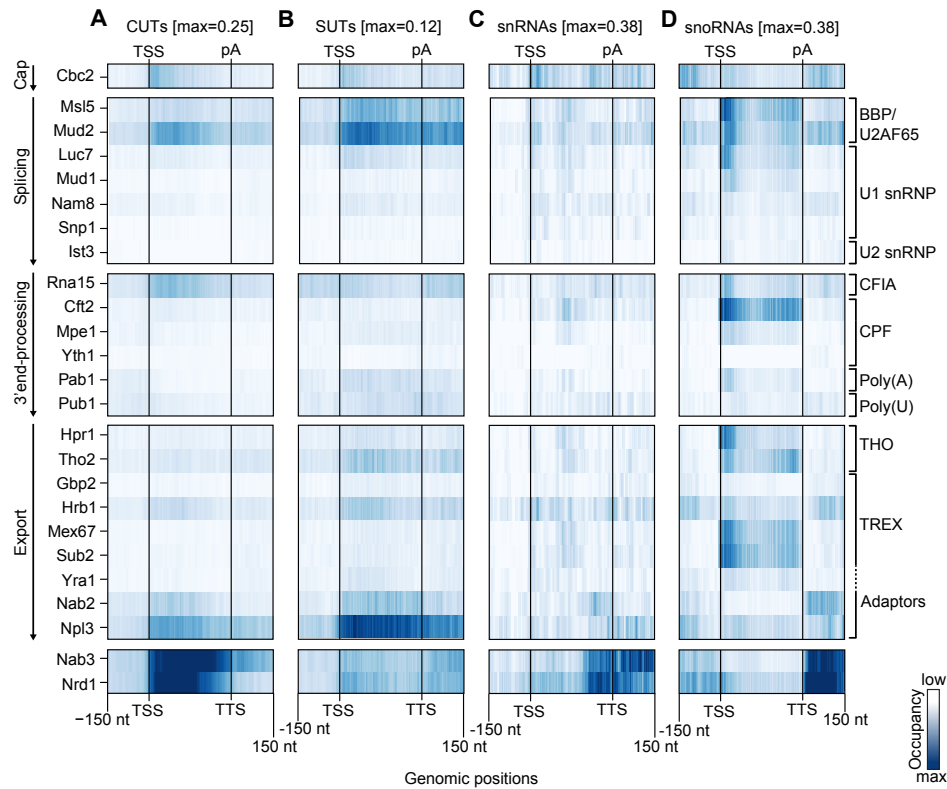 A B C D
CUTs [max=0.25] SUTs [max=0.12] snRNAs [max=0.38] snoRNAs [max=0.38]
TSS pA TSS pA TSS pA TSS pA
Cap
Cbc2
Splicing
Msl5
Mud2
Luc7
Mud1
Nam8
Snp1
Ist3
BBP/
U2AF65
U1 snRNP
U2 snRNP
3'end-processing
Rna15
Cft2
Mpe1
Yth1
Pab1
Pub1
CFIA
CPF
Poly(A)
Poly(U)
Export
Hpr1
Tho2
Gbp2
Hrb1
Mex67
Sub2
Yra1
Nab2
Npl3
THO
TREX
Adaptors
Nab3
Nrd1
TSS TTS TSS TTS TSS TTS TSS TTS
−150 nt -150 nt -150 nt -150 nt 150 nt
150 nt 150 nt 150 nt
Genomic positions
low
Occupancy
max